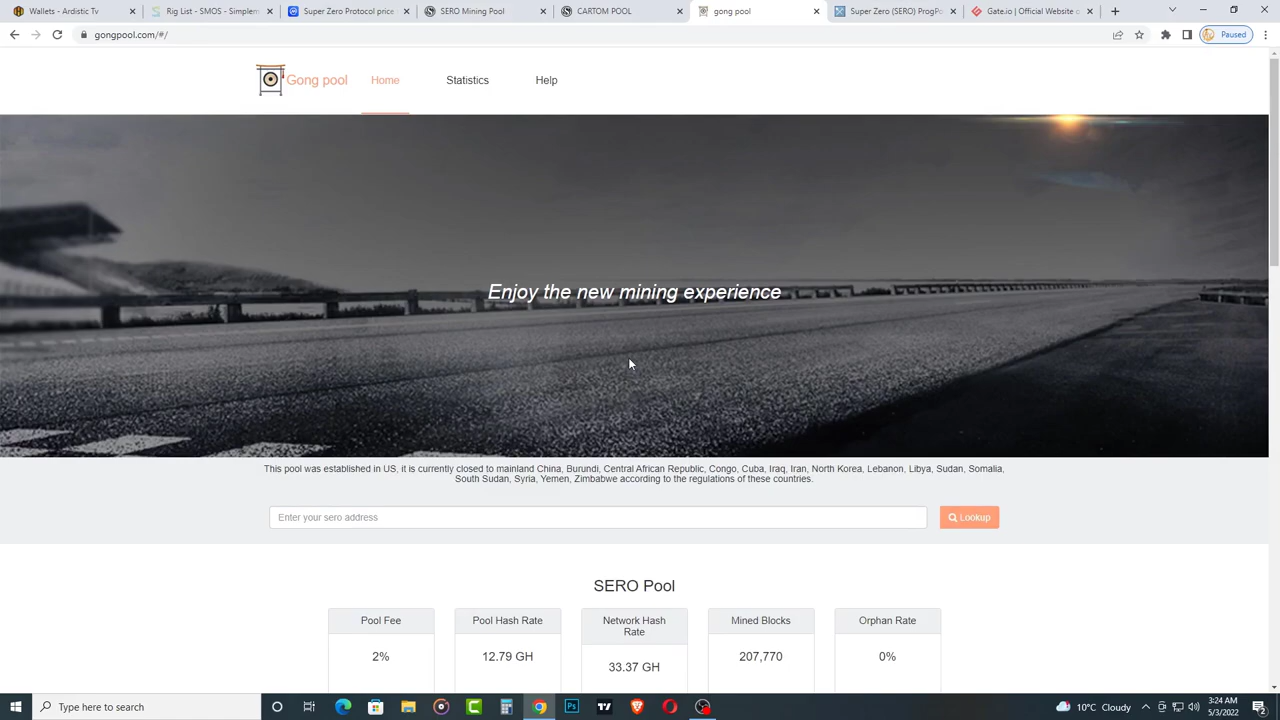 Wallets - Ardistic Tv
Rig List - SMOS - Simplem
Super Zero Protocol price
SERO Mining Pool
CARTOM POOL
gong pool
Super Zero (SERO) ProgPo
Gate.io | Official Website o
gongpool.com/#/
Paused
Gong pool
Home
Statistics
Help
Enjoy the new mining experience
This pool was established in US, it is currently closed to mainland China, Burundi, Central African Republic, Congo, Cuba, Iraq, Iran, North Korea, Lebanon, Libya, Sudan, Somalia,
South Sudan, Syria, Yemen, Zimbabwe according to the regulations of these countries.
Enter your sero address
Lookup
SERO Pool
Pool Fee
2%
Pool Hash Rate
12.79 GH
Network Hash
Rate
33.37 GH
Mined Blocks
207,770
Orphan Rate
0%
Type here to search
10°C Cloudy
3:24 AM
5/3/2022
2